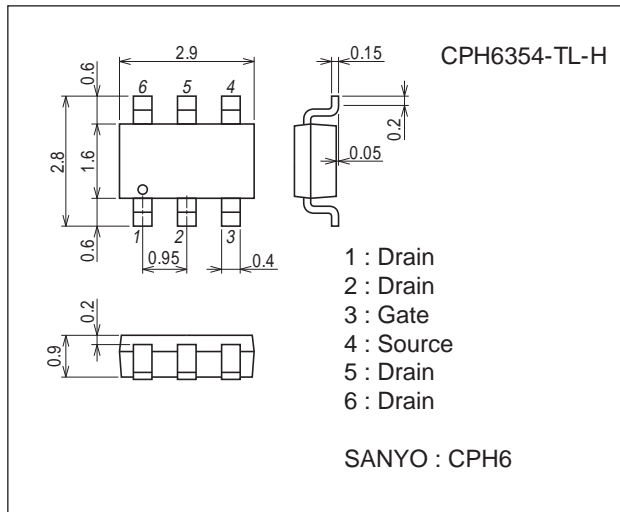 CPH6354-TL-H
2.9
0.15
0.6
6 5 4
0.2
2.8
1.6
0.05
0.6
1 2 3
0.95
0.4
1 : Drain
2 : Drain
3 : Gate
4 : Source
5 : Drain
6 : Drain
0.2
0.9
SANYO : CPH6